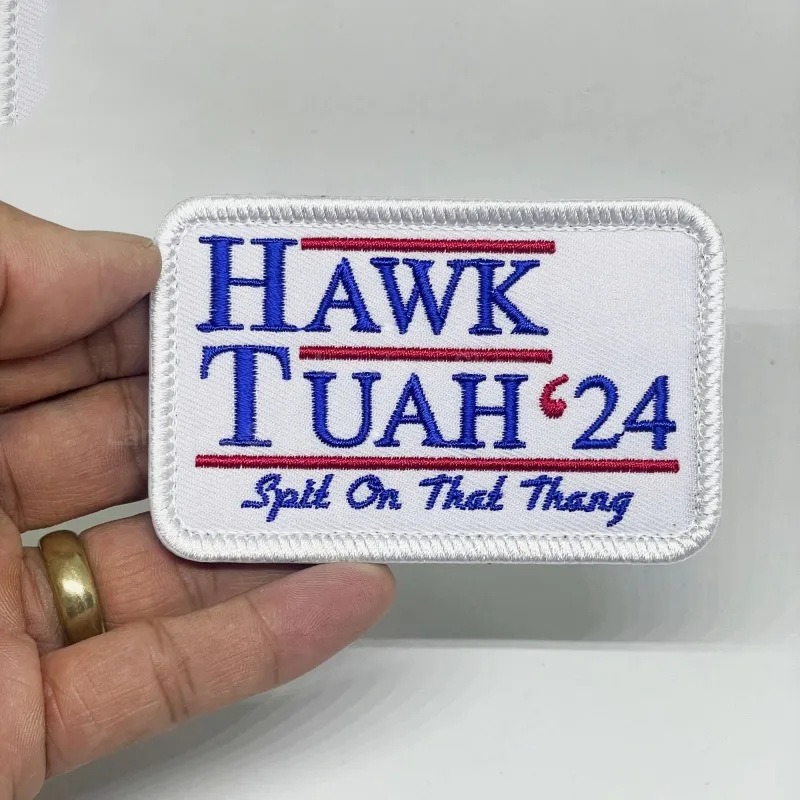 HAWK
TUAH ‘24
Spit On That Thang